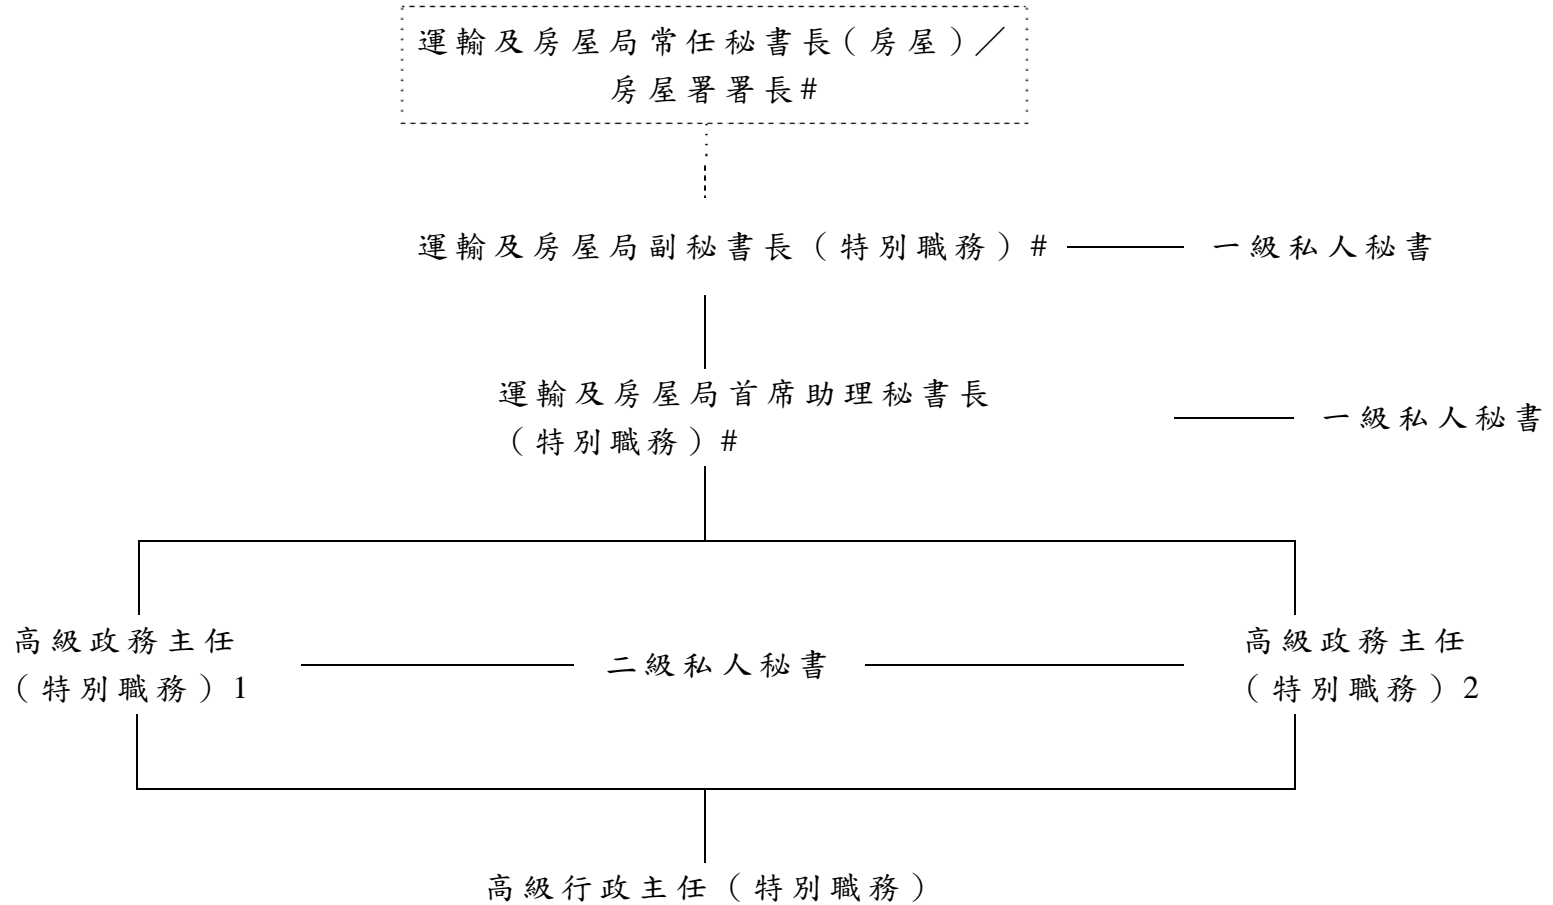 運輸及房屋局常任秘書長(房屋)／
房屋署署長#
運輸及房屋局副秘書長（特別職務）#
一級私人秘書
運輸及房屋局首席助理秘書長
（特別職務）#
一級私人秘書
高級政務主任
（特別職務）1
二級私人秘書
高級政務主任
（特別職務）2
高級行政主任（特別職務）